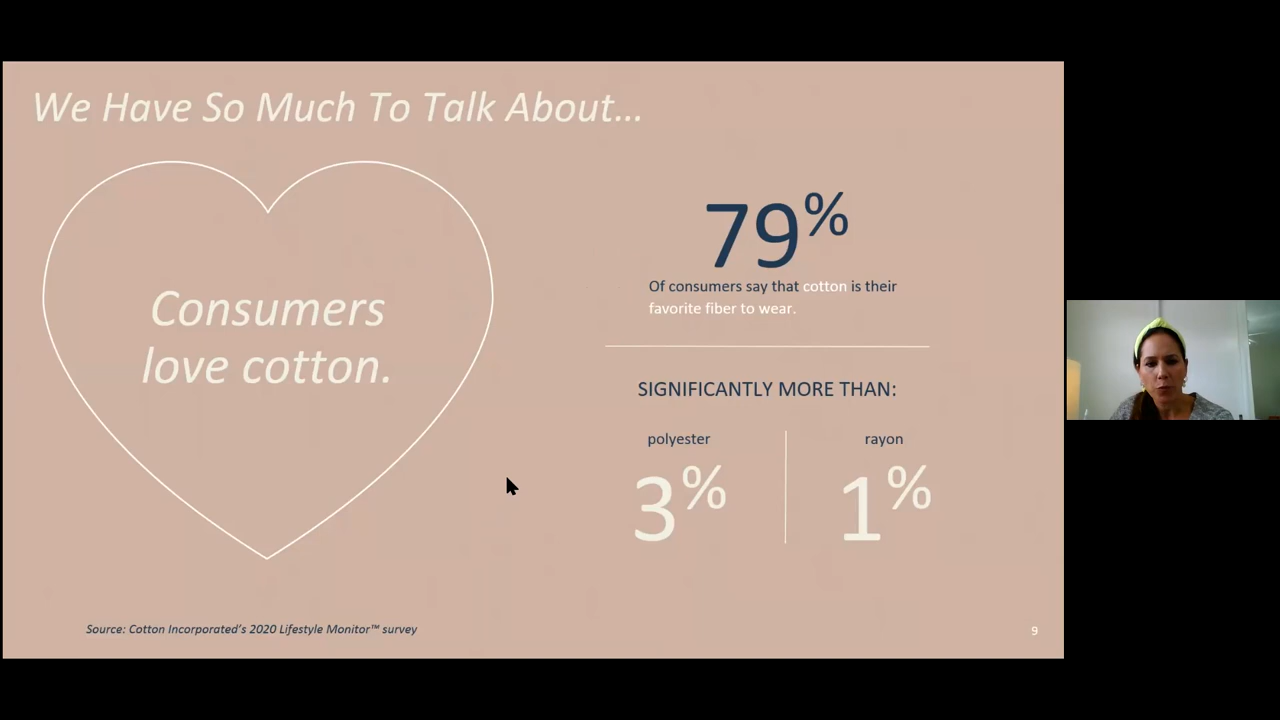 We Have So Much To Talk About...
Consumers
love cotton.
79%
Of consumers say that cotton is their
favorite fiber to wear.
SIGNIFICANTLY MORE THAN:
polyester
3%
rayon
1%
Source: Cotton Incorporated's 2020 Lifestyle Monitor™ survey
9